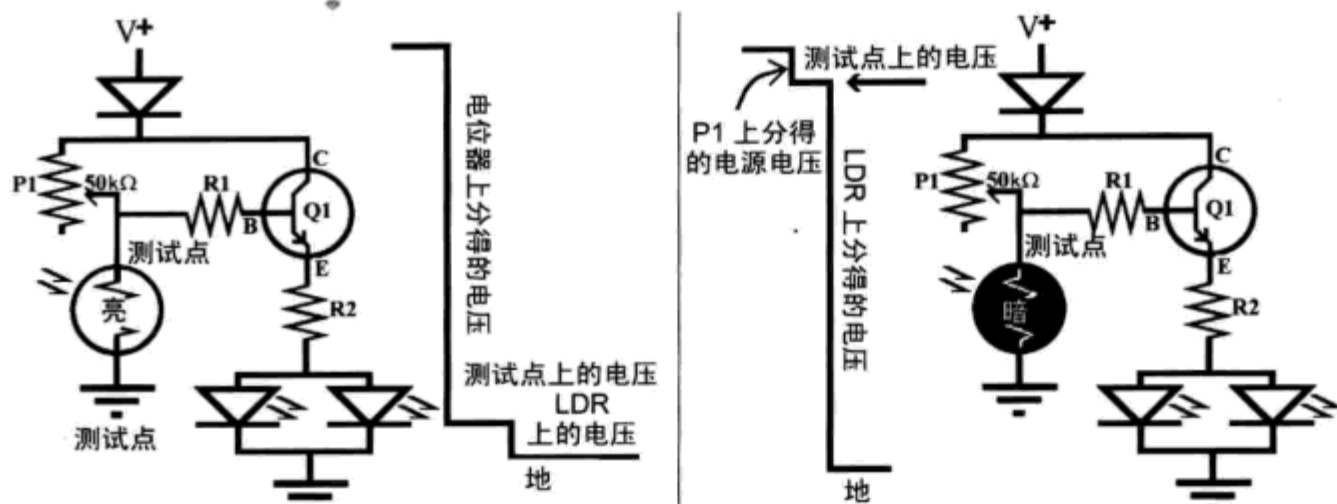 V+
P1
50kΩ
R1
C
B
Q1
E
测试点
亮
R2
测试点
电位器上分得的电压
测试点上的电压
LDR
上的电压
地
测试点上的电压
P1 上分得
的电源电压
LDR 上分得的电压
地
V+
P1
50kΩ
R1
C
B
Q1
E
测试点
暗
R2